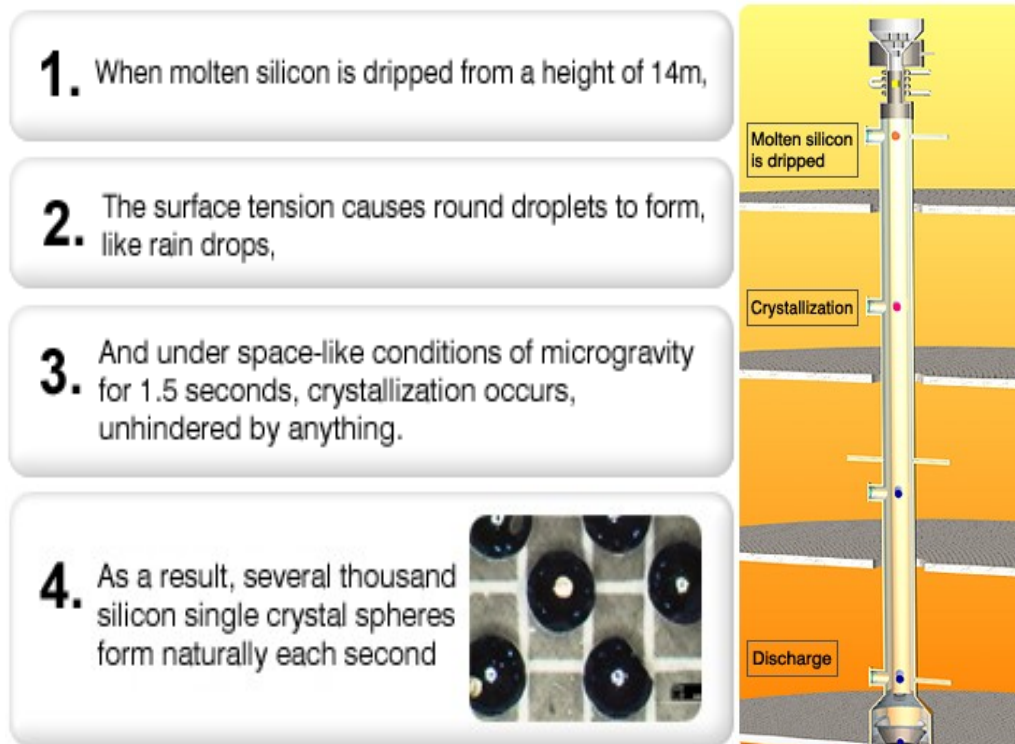 1. When molten silicon is dripped from a height of 14m,
2. The surface tension causes round droplets to form,
like rain drops,
3. And under space-like conditions of microgravity
for 1.5 seconds, crystallization occurs,
unhindered by anything.
4. As a result, several thousand
silicon single crystal spheres
form naturally each second
Molten silicon
is dripped
Crystallization
Discharge